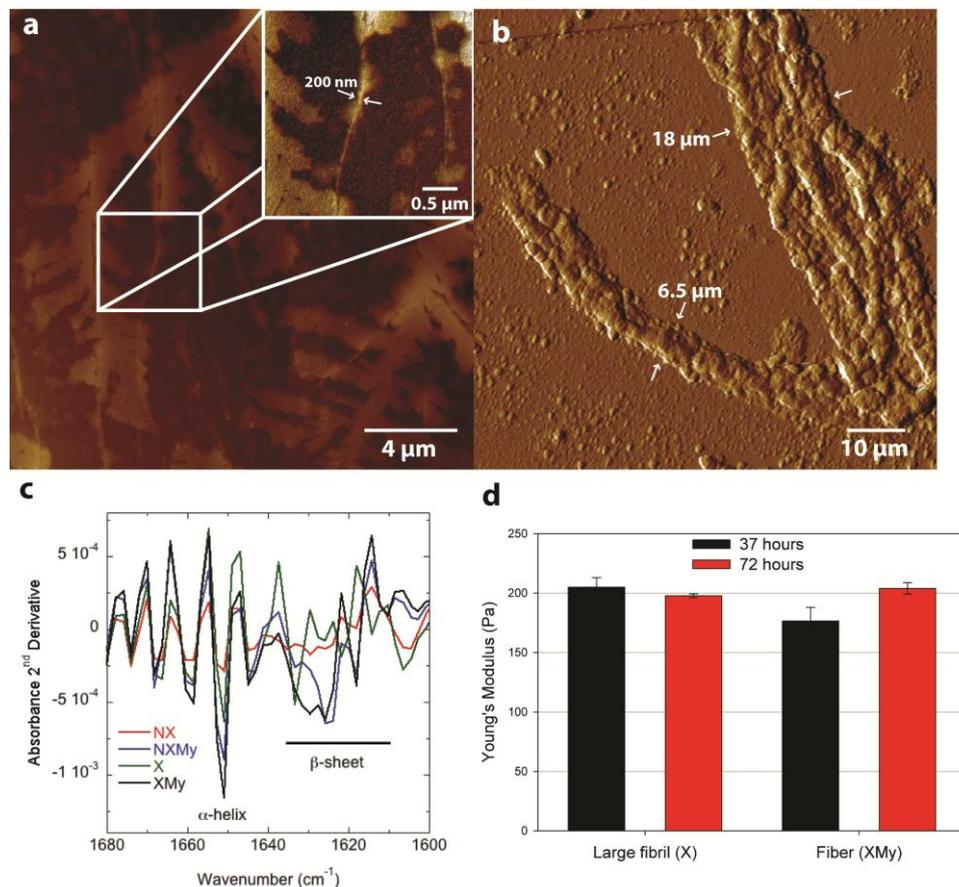 a
200 nm
0.5 µm
4 µm
b
18 µm
6.5 µm
10 µm
c
Absorbance 2nd Derivative
5 10-4
0
-5 10-4
-1 10-3
NX
NXMy
X
XMy
α-helix
β-sheet
1680 1660 1640 1620 1600
Wavenumber (cm-1)
d
Young's Modulus (Pa)
250
200
150
100
50
0
37 hours
72 hours
Large fibril (X) Fiber (XMy)